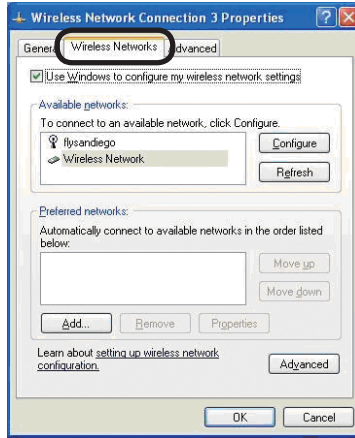 Wireless Network Connection 3 Properties
General Wireless Networks Advanced
Use Windows to configure my wireless network settings
Available networks:
To connect to an available network, click Configure.
flysandiego
Wireless Network
Configure
Refresh
Preferred networks:
Automatically connect to available networks in the order listed
below:
Move up
Move down
Add... Remove Properties
Learn about setting up wireless network
configuration.
Advanced
OK Cancel